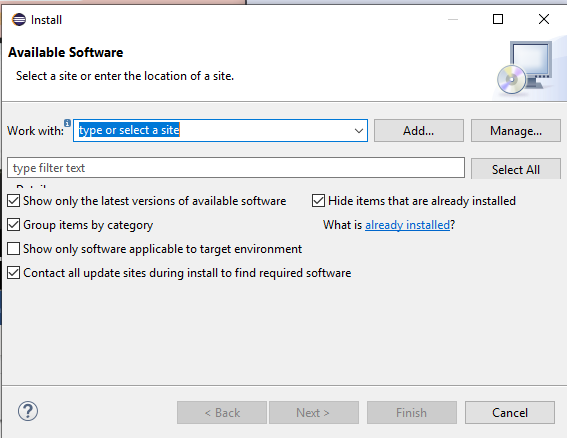 Install
Available Software
Select a site or enter the location of a site.
Work with: type or select a site Add... Manage...
type filter text Select All
Show only the latest versions of available software Hide items that are already installed
Group items by category What is already installed?
Show only software applicable to target environment
Contact all update sites during install to find required software
? < Back Next > Finish Cancel